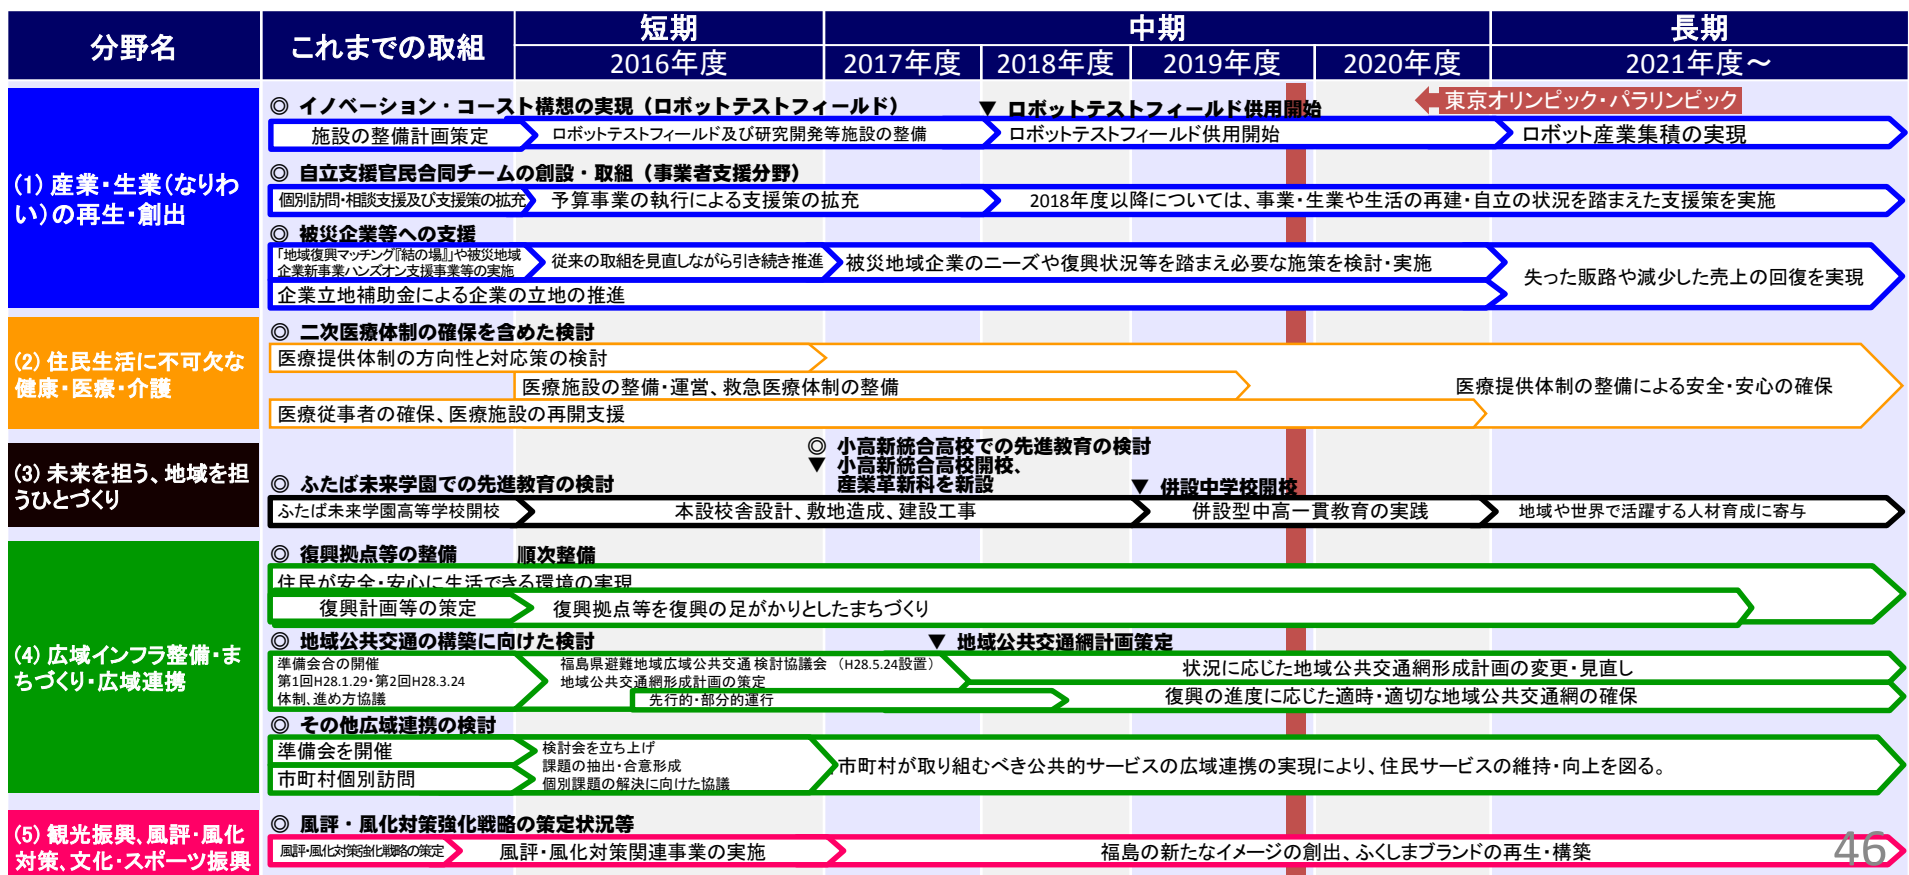 分野名
これまでの取組
短期
中期
長期
2016年度
2017年度
2018年度
2019年度
2020年度
2021年度～
東京オリンピック・パラリンピック
(1) 産業・生業(なりわ
い)の再生・創出
◎ イノベーション・コースト構想の実現（ロボットテストフィールド）
▼ ロボットテストフィールド供用開始
施設の整備計画策定
ロボットテストフィールド及び研究開発等施設の整備
ロボットテストフィールド供用開始
ロボット産業集積の実現
◎ 自立支援官民合同チームの創設・取組（事業者支援分野）
個別訪問・相談支援及び支援策の拡充
予算事業の執行による支援策の拡充
2018年度以降については、事業・生業や生活の再建・自立の状況を踏まえた支援策を実施
◎ 被災企業等への支援
「地域復興マッチング『結の場』」や被災地域
企業新事業ハンズオン支援事業等の実施
従来の取組を見直しながら引き続き推進
被災地域企業のニーズや復興状況等を踏まえ必要な施策を検討・実施
失った販路や減少した売上の回復を実現
企業立地補助金による企業の立地の推進
(2) 住民生活に不可欠な
健康・医療・介護
◎ 二次医療体制の確保を含めた検討
医療提供体制の方向性と対応策の検討
医療施設の整備・運営、救急医療体制の整備
医療提供体制の整備による安全・安心の確保
医療従事者の確保、医療施設の再開支援
(3) 未来を担う、地域を担
うひとづくり
◎ 小高新統合高校での先進教育の検討
▼ 小高新統合高校開校、
産業革新科を新設
◎ ふたば未来学園での先進教育の検討
▼ 併設中学校開校
ふたば未来学園高等学校開校
本設校舎設計、敷地造成、建設工事
併設型中高一貫教育の実践
地域や世界で活躍する人材育成に寄与
(4) 広域インフラ整備・ま
ちづくり・広域連携
◎ 復興拠点等の整備
順次整備
住民が安全・安心に生活できる環境の実現
復興計画等の策定
復興拠点等を復興の足がかりとしたまちづくり
◎ 地域公共交通の構築に向けた検討
▼ 地域公共交通網計画策定
準備会合の開催
第1回H28.1.29・第2回H28.3.24
体制、進め方協議
福島県避難地域広域公共交通検討協議会 （H28.5.24設置）
地域公共交通網形成計画の策定
先行的・部分的運行
状況に応じた地域公共交通網形成計画の変更・見直し
復興の進度に応じた適時・適切な地域公共交通網の確保
◎ その他広域連携の検討
準備会を開催
市町村個別訪問
検討会を立ち上げ
課題の抽出・合意形成
個別課題の解決に向けた協議
市町村が取り組むべき公共的サービスの広域連携の実現により、住民サービスの維持・向上を図る。
(5) 観光振興、風評・風化
対策、文化・スポーツ振興
◎ 風評・風化対策強化戦略の策定状況等
風評・風化対策強化戦略の策定
風評・風化対策関連事業の実施
福島の新たなイメージの創出、ふくしまブランドの再生・構築
46